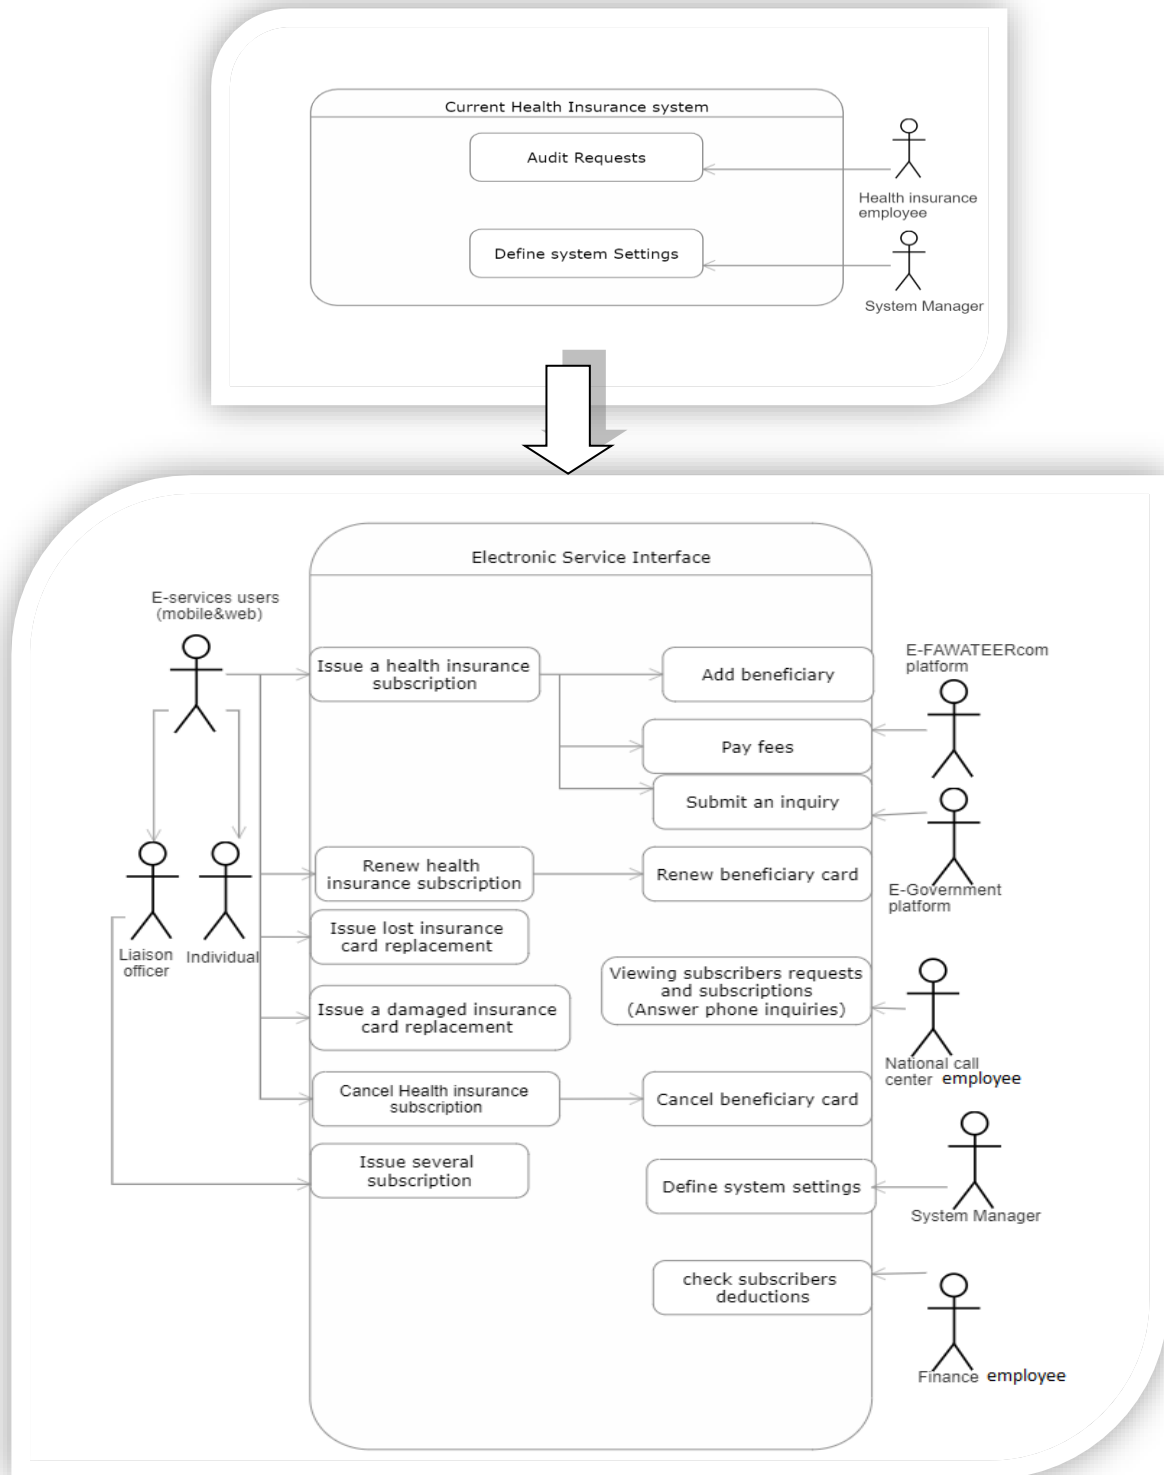 Current Health Insurance system
Audit Requests
Health insurance
employee
Define system Settings
System Manager
Electronic Service Interface
E-services users
(mobile&web)
Issue a health insurance
subscription
Add beneficiary
E-FAWATEERcom
platform
Pay fees
Submit an inquiry
Renew health
insurance subscription
Renew beneficiary card
E-Government
platform
Issue lost insurance
card replacement
Liaison
officer
Individual
Viewing subscribers requests
and subscriptions
(Answer phone inquiries)
Issue a damaged insurance
card replacement
National call
center employee
Cancel Health insurance
subscription
Cancel beneficiary card
Issue several
subscription
Define system settings
System Manager
check subscribers
deductions
Finance employee